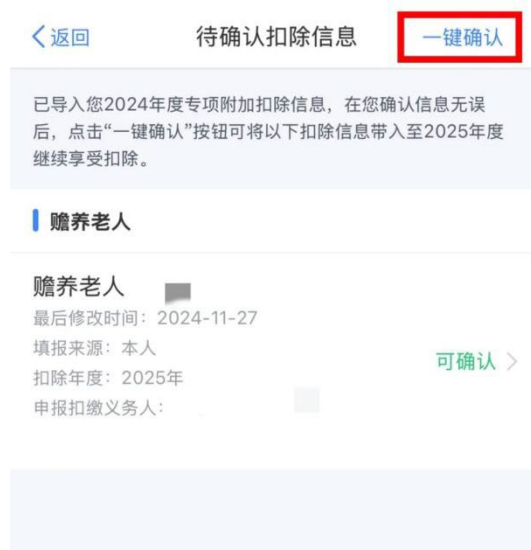 返回
待确认扣除信息
一键确认
已导入您2024年度专项附加扣除信息，在您确认信息无误
后，点击“一键确认”按钮可将以下扣除信息带入至2025年度
继续享受扣除。
赡养老人
赡养老人
最后修改时间：2024-11-27
填报来源：本人
扣除年度：2025年
申报扣缴义务人：
可确认